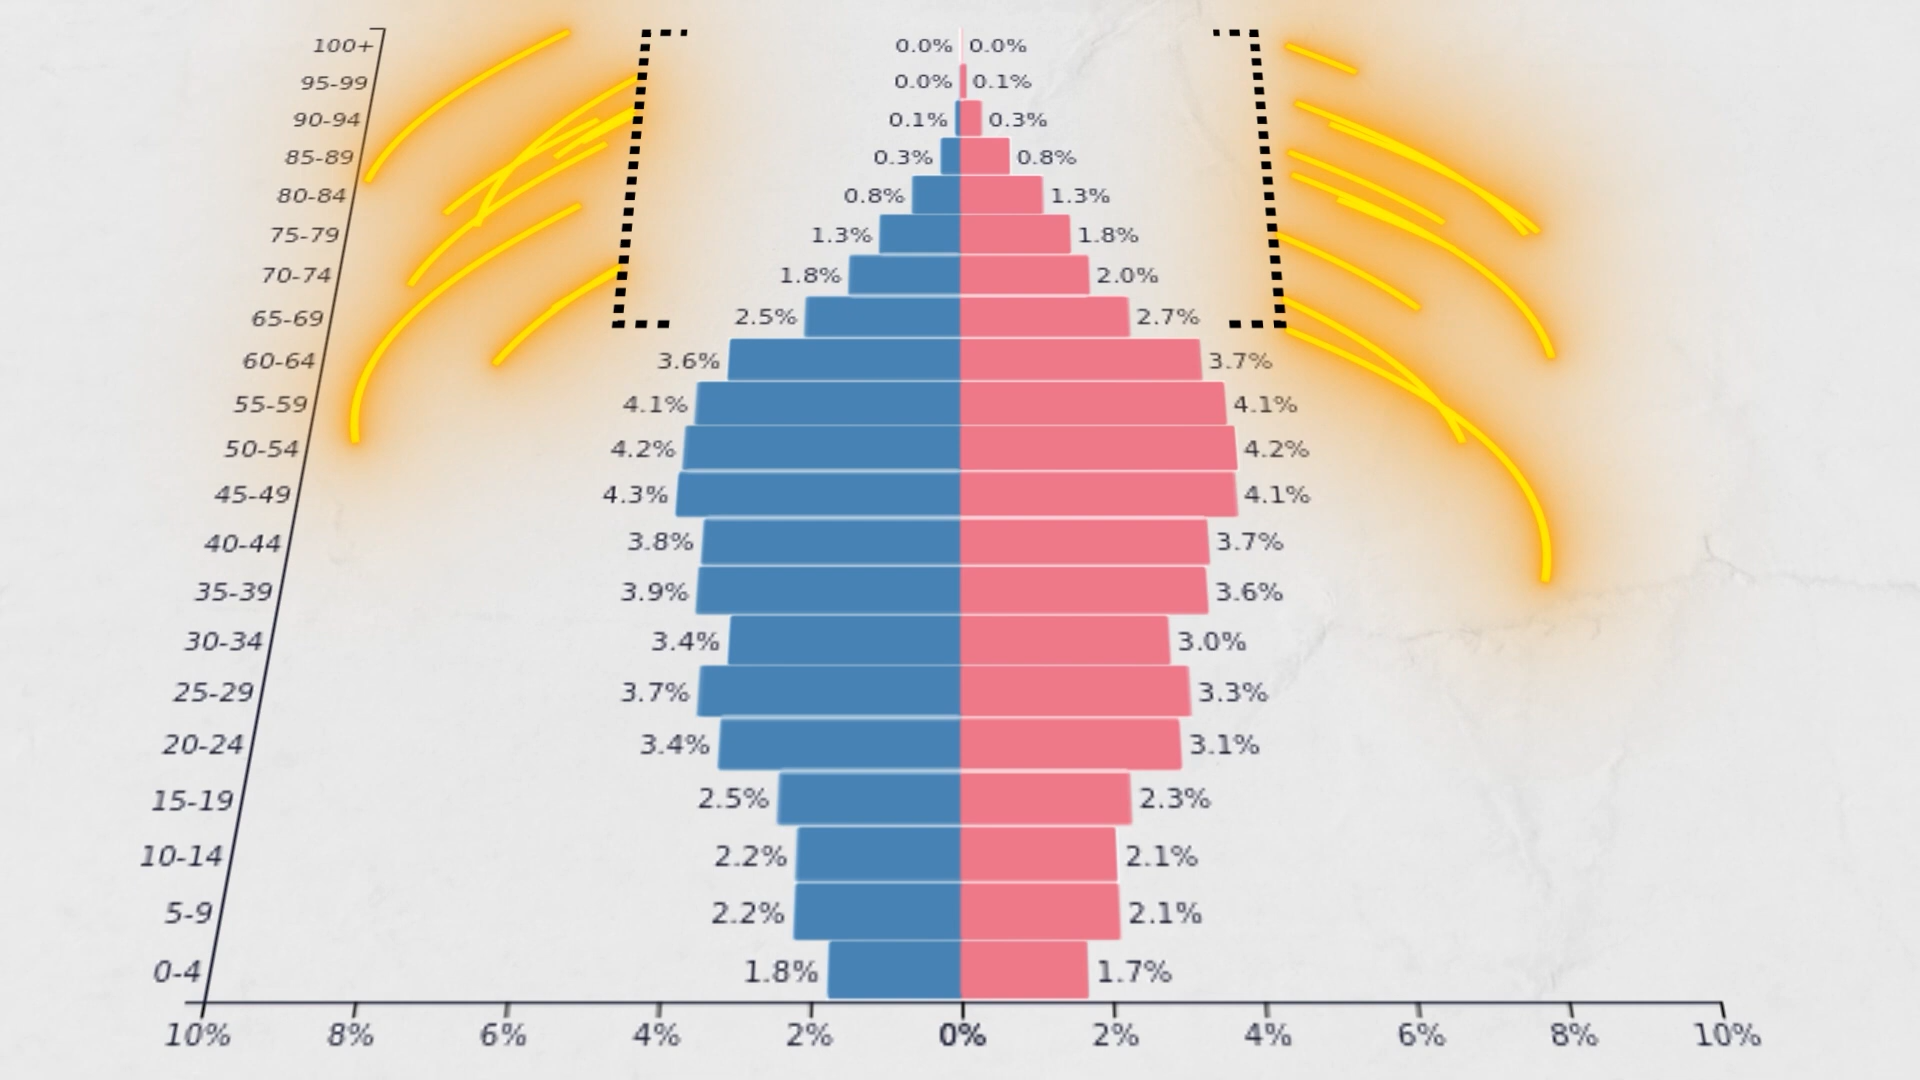 100+ 0.0% 0.0%
95-99 0.0% 0.1%
90-94 0.1% 0.3%
85-89 0.3% 0.8%
80-84 0.8% 1.3%
75-79 1.3% 1.8%
70-74 1.8% 2.0%
65-69 2.5% 2.7%
60-64 3.6% 3.7%
55-59 4.1% 4.1%
50-54 4.2% 4.2%
45-49 4.3% 4.1%
40-44 3.8% 3.7%
35-39 3.9% 3.6%
30-34 3.4% 3.0%
25-29 3.7% 3.3%
20-24 3.4% 3.1%
15-19 2.5% 2.3%
10-14 2.2% 2.1%
5-9 2.2% 2.1%
0-4 1.8% 1.7%
10% 8% 6% 4% 2% 0% 2% 4% 6% 8% 10%